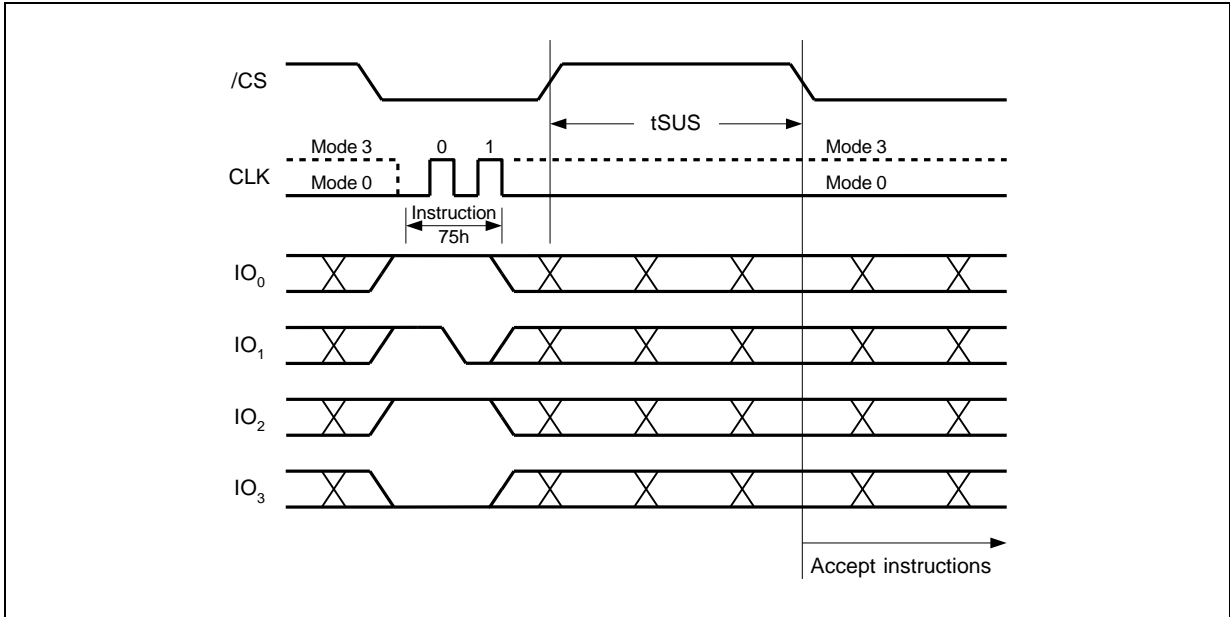 /CS
tSUS
Mode 3 0 1 Mode 3
CLK
Mode 0 Mode 0
Instruction
75h
IO0
IO1
IO2
IO3
Accept instructions